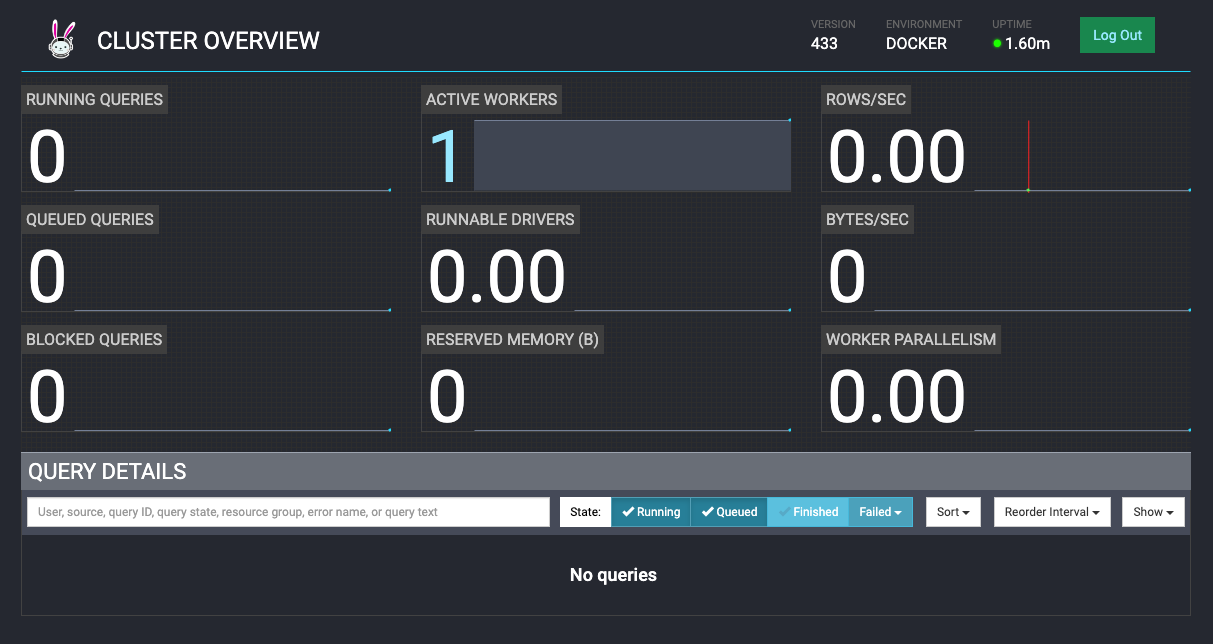 CLUSTER OVERVIEW
VERSION
433
ENVIRONMENT
DOCKER
UPTIME
1.60m
Log Out
RUNNING QUERIES
0
ACTIVE WORKERS
1
ROWS/SEC
0.00
QUEUED QUERIES
0
RUNNABLE DRIVERS
0.00
BYTES/SEC
0
BLOCKED QUERIES
0
RESERVED MEMORY (B)
0
WORKER PARALLELISM
0.00
QUERY DETAILS
User, source, query ID, query state, resource group, error name, or query text
State:
Running
Queued
Finished
Failed
Sort
Reorder Interval
Show
No queries